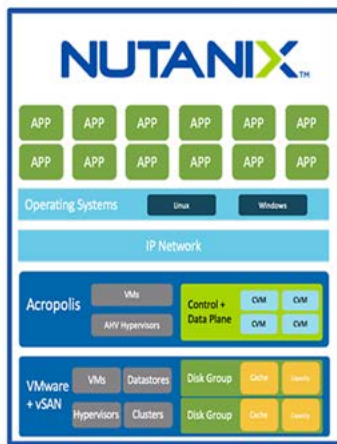 NUTANIX™
APP APP APP APP APP APP
APP APP APP APP APP APP
Operating Systems Linux Windows
IP Network
Acropolis
VMs
AHV Hypervisors
Control +
Data Plane
CVM CVM
CVM CVM
VMware
+ vSAN
VMs Datastores
Hypervisors Clusters
Disk Group Cache Capacity
Disk Group Cache Capacity